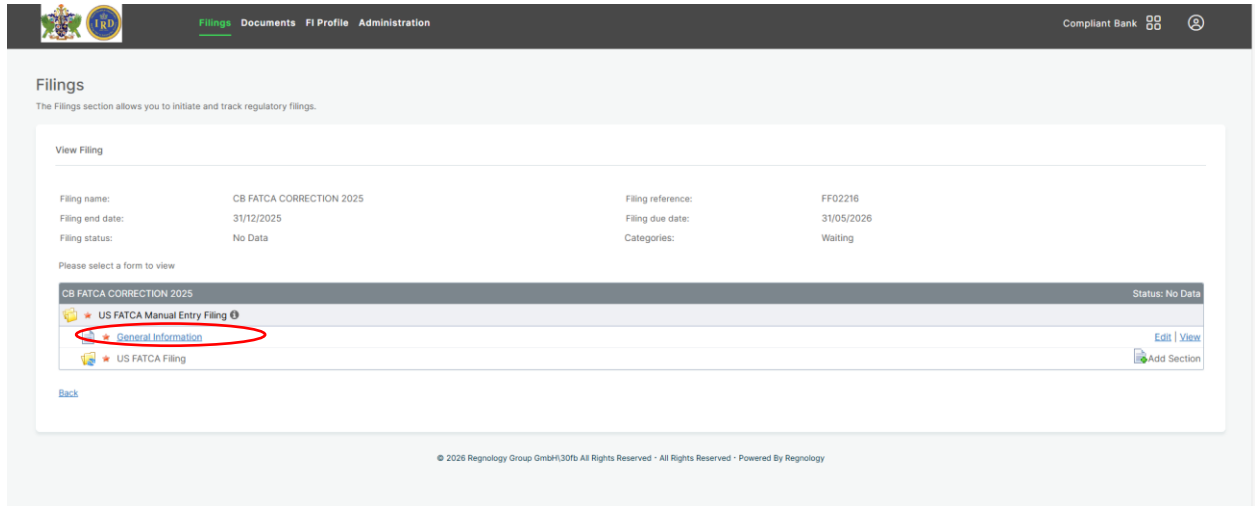 IRD
Filings Documents FI Profile Administration Compliant Bank
Filings
The Filings section allows you to initiate and track regulatory filings.
View Filing
Filing name: CB FATCA CORRECTION 2025 Filing reference: FF02216
Filing end date: 31/12/2025 Filing due date: 31/05/2026
Filing status: No Data Categories: Waiting
Please select a form to view
CB FATCA CORRECTION 2025 Status: No Data
US FATCA Manual Entry Filing
General Information Edit | View
US FATCA Filing Add Section
Back
© 2026 Regnology Group GmbH\30fb All Rights Reserved · All Rights Reserved · Powered By Regnology